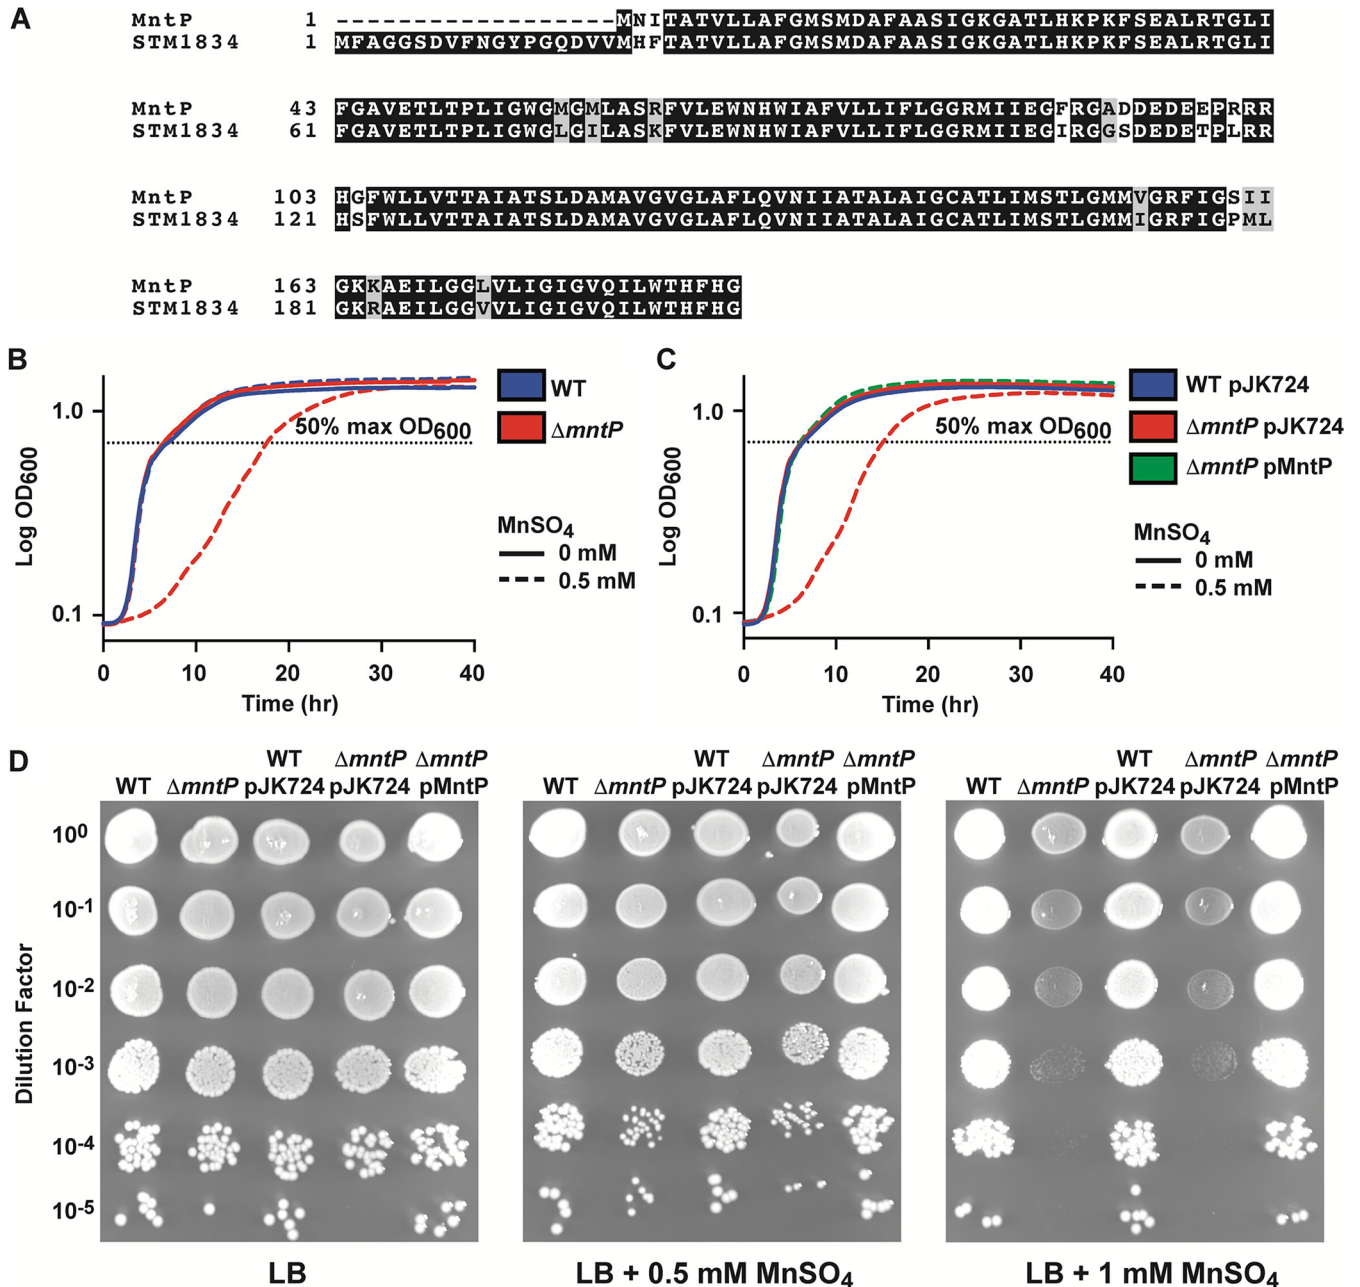 A
MntP 1 ------------------MNITATVLLAFGMSMDAFAASIGKGATLHKPKFSEALRTGLI
STM1834 1 MFAGGSDVFNGYPGQDVVMHFTATVLLAFGMSMDAFAASIGKGATLHKPKFSEALRTGLI
MntP 43 FGAVETLTPLIGWGMGMLASRFVLEWNHWIAFVLLIFLGGRMIIEGFRGADDEDEEPRRR
STM1834 61 FGAVETLTPLIGWGLGILASKFVLEWNHWIAFVLLIFLGGRMIIEGIRGGSDEDETPLRR
MntP 103 HGFWLLVTTAIATSLDAMAVGVGLAFLQVNIIATALAIGCATLIMSTLGMMVGRFIGSII
STM1834 121 HSFWLLVTTAIATSLDAMAVGVGLAFLQVNIIATALAIGCATLIMSTLGMMIGRFIGPML
MntP 163 GKKAEILGGLVLIGIGVQILWTHFHG
STM1834 181 GKRAEILGGVVLIGIGVQILWTHFHG
B
Log OD600
1.0
0.1
50% max OD600
0 10 20 30 40
Time (hr)
WT
ΔmntP
MnSO4
0 mM
0.5 mM
C
Log OD600
1.0
0.1
50% max OD600
0 10 20 30 40
Time (hr)
WT pJK724
ΔmntP pJK724
ΔmntP pMntP
MnSO4
0 mM
0.5 mM
D
WT ΔmntP ΔmntP
WT ΔmntP pJK724 pJK724 pMntP
WT ΔmntP ΔmntP
WT ΔmntP pJK724 pJK724 pMntP
WT ΔmntP ΔmntP
WT ΔmntP pJK724 pJK724 pMntP
Dilution Factor
10^0
10^-1
10^-2
10^-3
10^-4
10^-5
LB
LB + 0.5 mM MnSO4
LB + 1 mM MnSO4